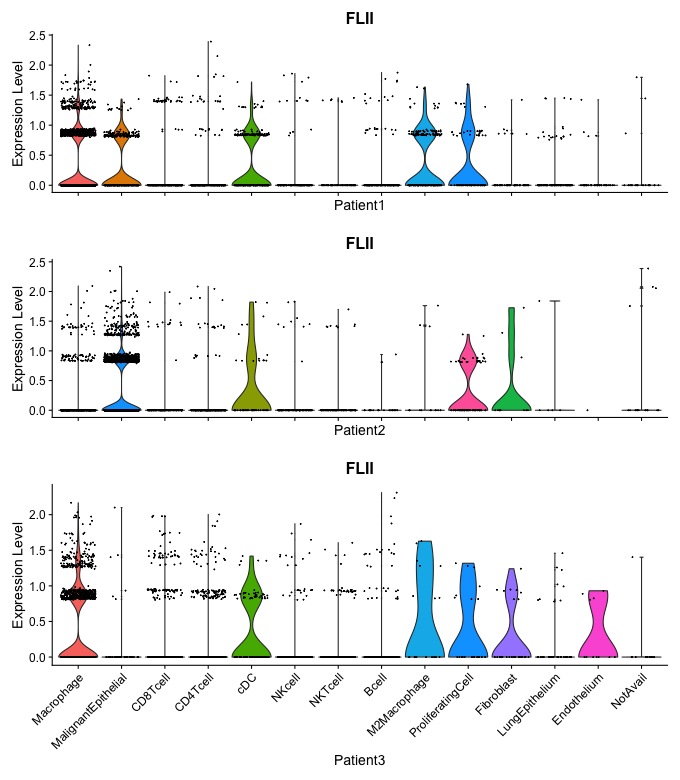 FLII
Expression Level
2.5
2.0
1.5
1.0
0.5
0.0
Patient1
FLII
Expression Level
2.5
2.0
1.5
1.0
0.5
0.0
Patient2
FLII
Expression Level
2.0
1.5
1.0
0.5
0.0
Macrophage
MalignantEpithelial
CD8Tcell
CD4Tcell
cDC
NKcell
NKTcell
Bcell
M2Macrophage
ProliferatingCell
Fibroblast
LungEpithelium
Endothelium
NotAvail
Patient3